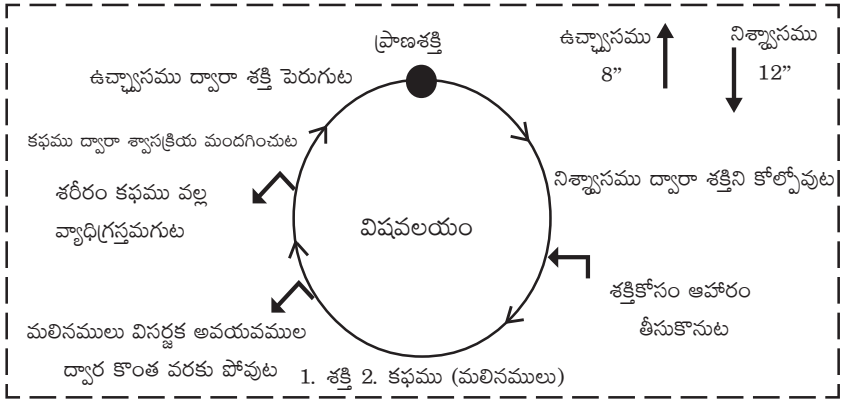 ప్రాణశక్తి
ఉచ్ఛ్వాసము
8”
నిశ్శ్వాసము
12”
ఉచ్ఛ్వాసము ద్వారా శక్తి పెరుగుట
కఫము ద్వారా శ్వాసక్రియ మందగించుట
నిశ్శ్వాసము ద్వారా శక్తిని కోల్పోవుట
శరీరం కఫము వల్ల
వ్యాధిగ్రస్తమగుట
విషవలయం
శక్తికోసం ఆహారం
తీసుకొనుట
మలినములు విసర్జక అవయవముల
ద్వార కొంత వరకు పోవుట
1. శక్తి 2. కఫము (మలినములు)